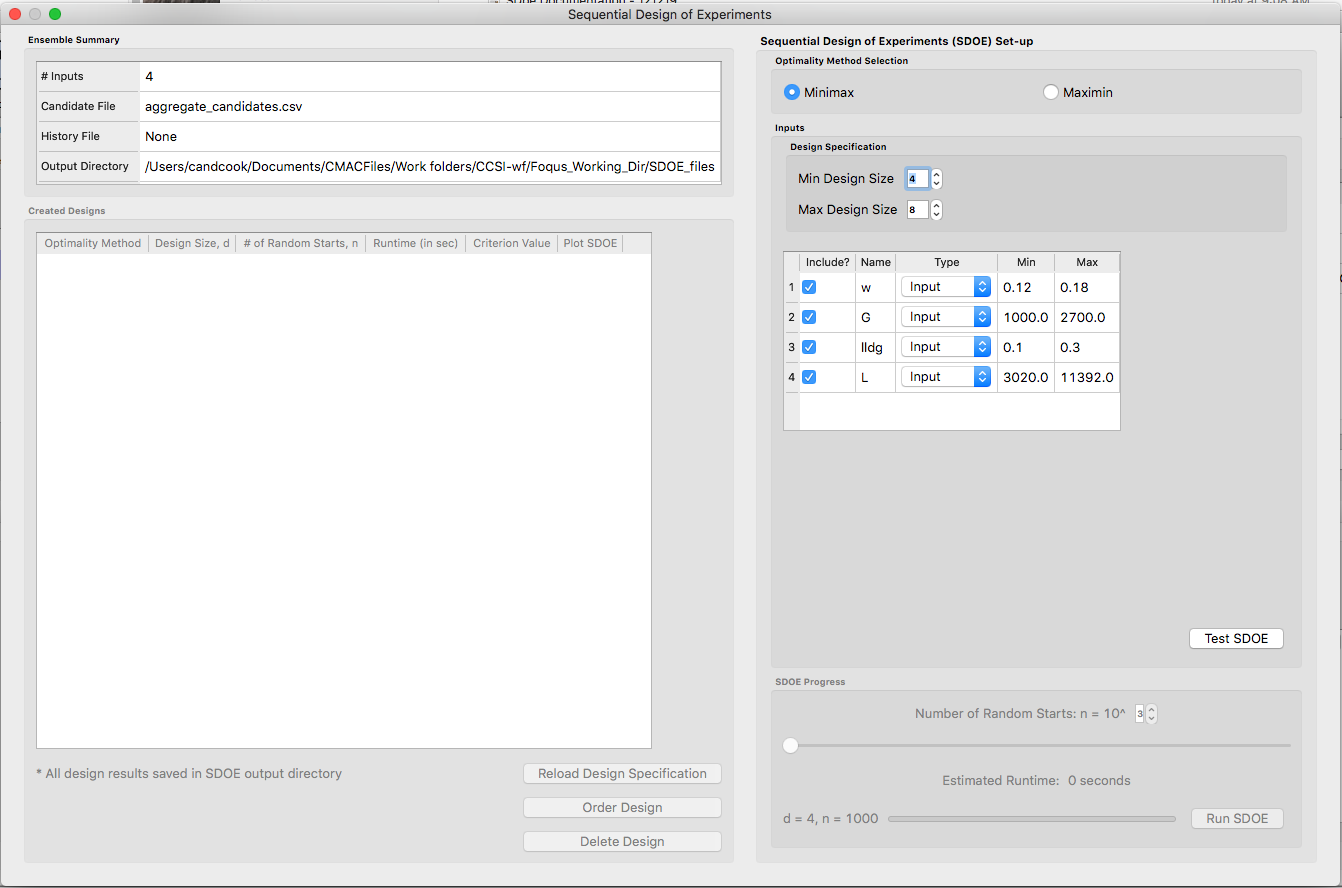 Sequential Design of Experiments
Ensemble Summary
# Inputs 4
Candidate File aggregate_candidates.csv
History File None
Output Directory /Users/candcook/Documents/CMACFiles/Work folders/CCSI-wf/Foqus_Working_Dir/SDOE_files
Created Designs
Optimality Method Design Size, d # of Random Starts, n Runtime (in sec) Criterion Value Plot SDOE
* All design results saved in SDOE output directory
Reload Design Specification
Order Design
Delete Design
Sequential Design of Experiments (SDOE) Set-up
Optimality Method Selection
Minimax Maximin
Inputs
Design Specification
Min Design Size 4
Max Design Size 8
Include? Name Type Min Max
1 w Input 0.12 0.18
2 G Input 1000.0 2700.0
3 lldg Input 0.1 0.3
4 L Input 3020.0 11392.0
Test SDOE
SDOE Progress
Number of Random Starts: n = 10^ 3
Estimated Runtime: 0 seconds
d = 4, n = 1000
Run SDOE